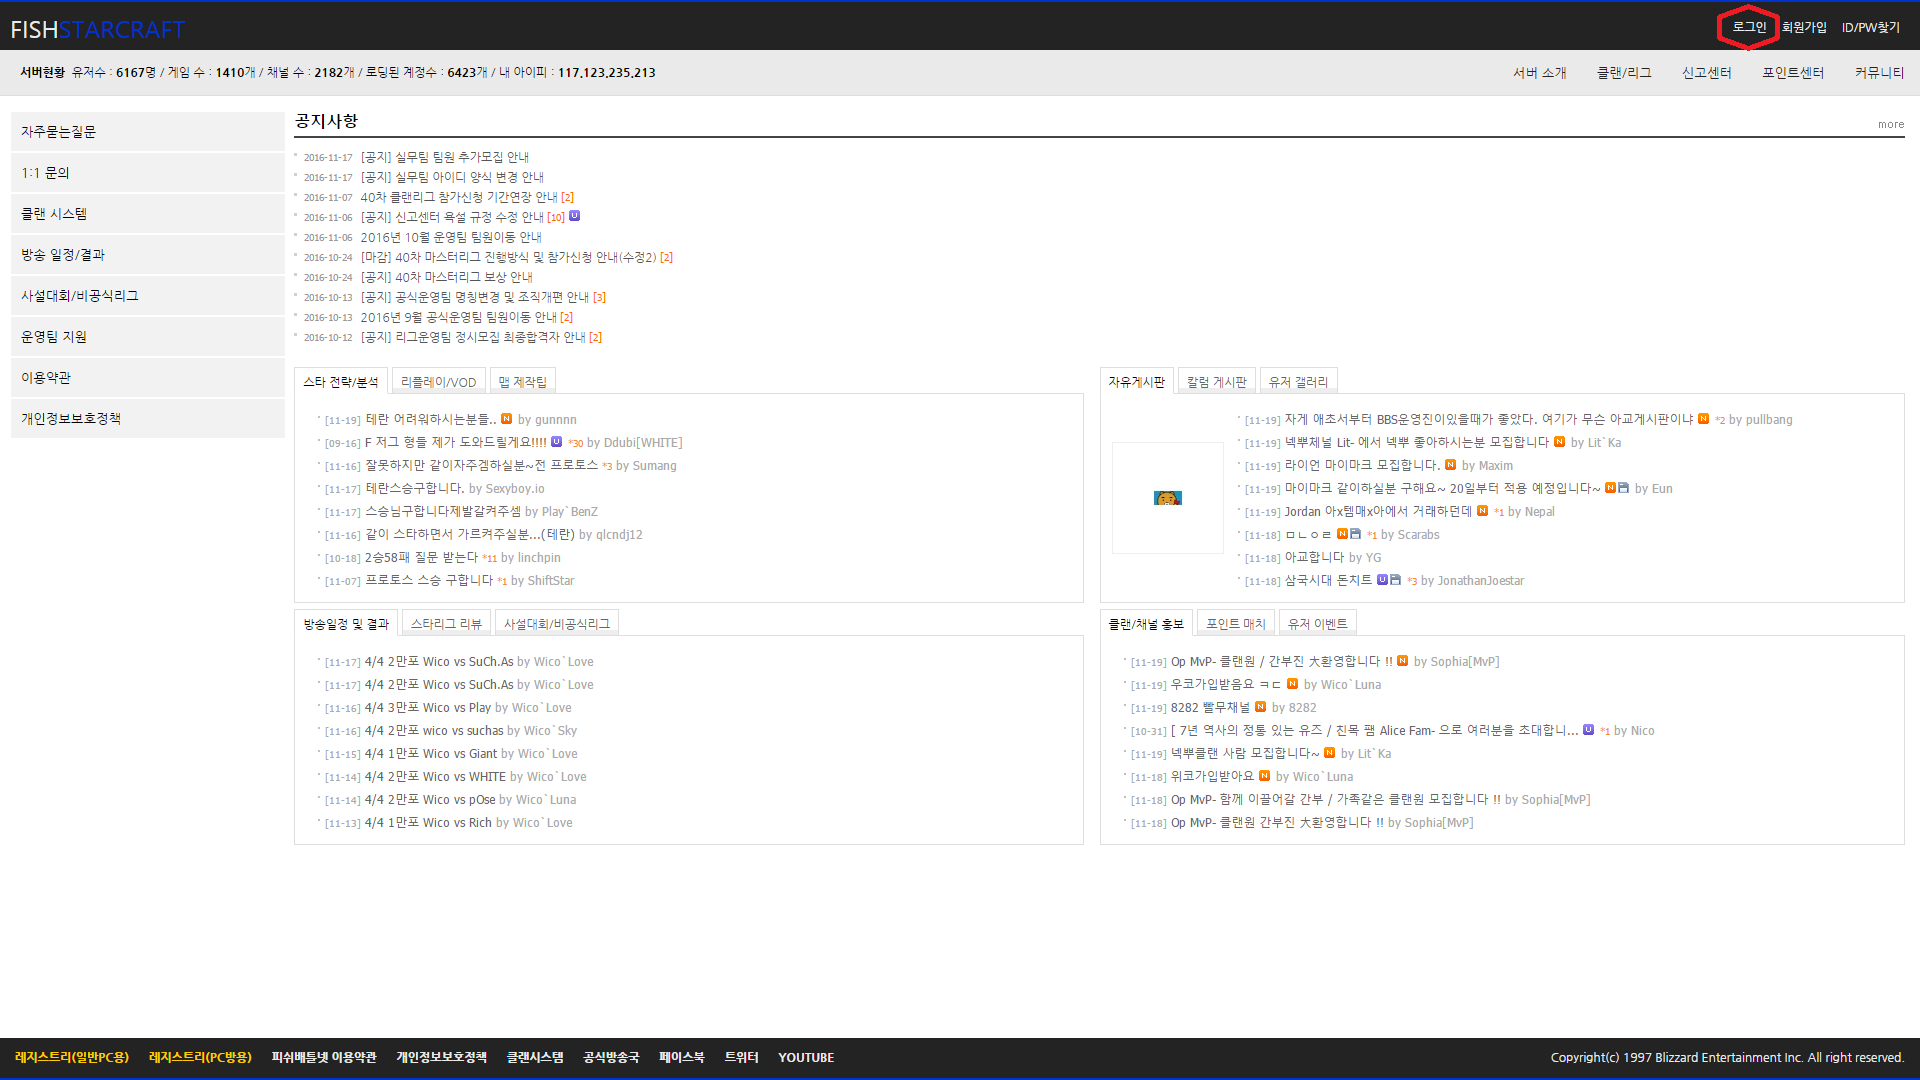 FISHSTARCRAFT
로그인 회원가입 ID/PW찾기
서버현황 유저수 : 6167명 / 게임 수 : 1410개 / 채널 수 : 2182개 / 로딩된 계정수 : 6423개 / 내 아이피 : 117.123.235.213
서버 소개 클랜/리그 신고센터 포인트센터 커뮤니티
자주묻는질문
1:1 문의
클랜 시스템
방송 일정/결과
사설대회/비공식리그
운영팀 지원
이용약관
개인정보보호정책
공지사항
more
2016-11-17 [공지] 실무팀 팀원 추가모집 안내
2016-11-17 [공지] 실무팀 아이디 양식 변경 안내
2016-11-07 40차 클랜리그 참가신청 기간연장 안내 [2]
2016-11-06 [공지] 신고센터 욕설 규정 수정 안내 [10] U
2016-11-06 2016년 10월 운영팀 팀원이동 안내
2016-10-24 [마감] 40차 마스터리그 진행방식 및 참가신청 안내(수정2) [2]
2016-10-24 [공지] 40차 마스터리그 보상 안내
2016-10-13 [공지] 공식운영팀 명칭변경 및 조직개편 안내 [3]
2016-10-13 2016년 9월 공식운영팀 팀원이동 안내 [2]
2016-10-12 [공지] 리그운영팀 정시모집 최종합격자 안내 [2]
스타 전략/분석 리플레이/VOD 맵 제작팁
[11-19] 테란 어려워하시는분들.. N by gunnnn
[09-16] F 저그 형들 제가 도와드릴게요!!!! U *30 by Ddubi[WHITE]
[11-16] 잘못하지만 같이자주겜하실분~전 프로토스 *3 by Sumang
[11-17] 테란스승구합니다. by Sexyboy.io
[11-17] 스승님구합니다제발갈켜주셈 by Play`BenZ
[11-16] 같이 스타하면서 가르켜주실분...(테란) by qlcndj12
[10-18] 2승58패 질문 받는다 *11 by linchpin
[11-07] 프로토스 스승 구합니다 *1 by ShiftStar
자유게시판 칼럼 게시판 유저 갤러리
[11-19] 자게 애초서부터 BBS운영진이있을때가 좋았다. 여기가 무슨 아교게시판이냐 N *2 by pullbang
[11-19] 넥뿌채널 Lit- 에서 넥뿌 좋아하시는분 모집합니다 N by Lit`Ka
[11-19] 라이언 마이마크 모집합니다. N by Maxim
[11-19] 마이마크 같이하실분 구해요~ 20일부터 적용 예정입니다~ N by Eun
[11-19] Jordan 아x템매x아에서 거래하던데 N *1 by Nepal
[11-18] ㅁㄴㅇㄹ N *1 by Scarabs
[11-18] 아교합니다 by YG
[11-18] 삼국시대 돈치트 U *3 by JonathanJoestar
방송일정 및 결과 스타리그 리뷰 사설대회/비공식리그
[11-17] 4/4 2만포 Wico vs SuCh.As by Wico`Love
[11-17] 4/4 2만포 Wico vs SuCh.As by Wico`Love
[11-16] 4/4 3만포 Wico vs Play by Wico`Love
[11-16] 4/4 2만포 wico vs suchas by Wico`Sky
[11-15] 4/4 1만포 Wico vs Giant by Wico`Love
[11-14] 4/4 2만포 Wico vs WHITE by Wico`Love
[11-14] 4/4 2만포 Wico vs pOse by Wico`Luna
[11-13] 4/4 1만포 Wico vs Rich by Wico`Love
클랜/채널 홍보 포인트 매치 유저 이벤트
[11-19] Op MvP- 클랜원 / 간부진 大환영합니다 !! N by Sophia[MvP]
[11-19] 우코가입받음요 ㅋㄷ N by Wico`Luna
[11-19] 8282 빨무채널 N by 8282
[10-31] [ 7년 역사의 정통 있는 유즈 / 친목 팸 Alice Fam- 으로 여러분을 초대합니... U *1 by Nico
[11-19] 넥뿌클랜 사람 모집합니다~ N by Lit`Ka
[11-18] 위코가입받아요 N by Wico`Luna
[11-18] Op MvP- 함께 이끌어갈 간부 / 가족같은 클랜원 모집합니다 !! by Sophia[MvP]
[11-18] Op MvP- 클랜원 간부진 大환영합니다 !! by Sophia[MvP]
레지스트리(일반PC용) 레지스트리(PC방용) 피쉬배틀넷 이용약관 개인정보보호정책 클랜시스템 공식방송국 페이스북 트위터 YOUTUBE
Copyright(c) 1997 Blizzard Entertainment Inc. All right reserved.